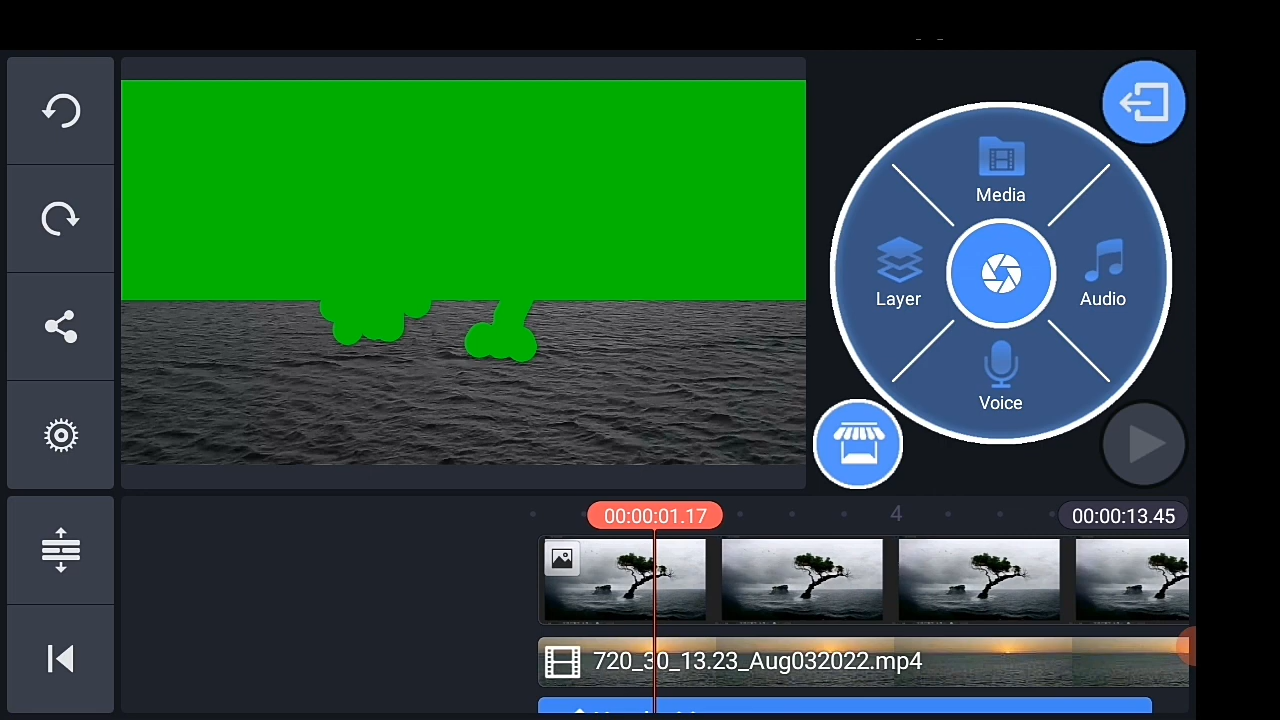 Media
Layer
Audio
Voice
00:00:01.17
4
00:00:13.45
720_30_13.23_Aug032022.mp4